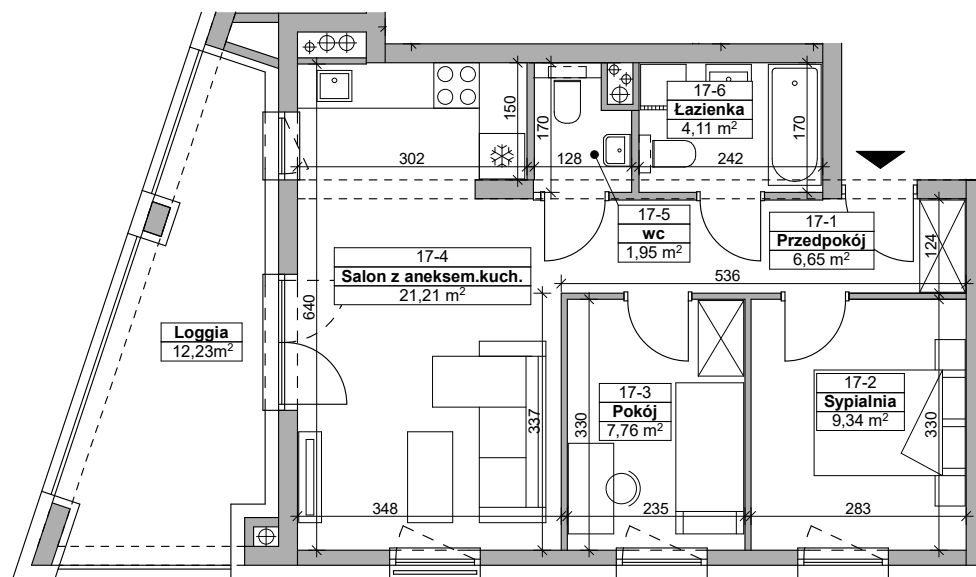 17-6
Łazienka
4,11 m²
150
170
170
302
128
242
17-5
wc
1,95 m²
17-1
Przedpokój
6,65 m²
124
17-4
Salon z aneksem.kuch.
21,21 m²
536
640
Loggia
12,23m²
17-3
Pokój
7,76 m²
17-2
Sypialnia
9,34 m²
337
330
330
348
235
283